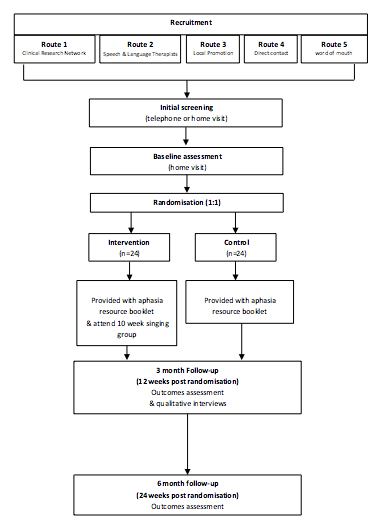 Recruitment
Route 1
Clinical Research Network
Route 2
Speech & Language Therapists
Route 3
Local Promotion
Route 4
Direct contact
Route 5
word of mouth
Initial screening
(telephone or home visit)
Baseline assessment
(home visit)
Randomisation (1:1)
Intervention
(n=24)
Control
(n=24)
Provided with aphasia
resource booklet
& attend 10 week singing
group
Provided with aphasia
resource booklet
3 month Follow-up
(12 weeks post randomisation)
Outcomes assessment
& qualitative interviews
6 month follow-up
(24 weeks post randomisation)
Outcomes assessment